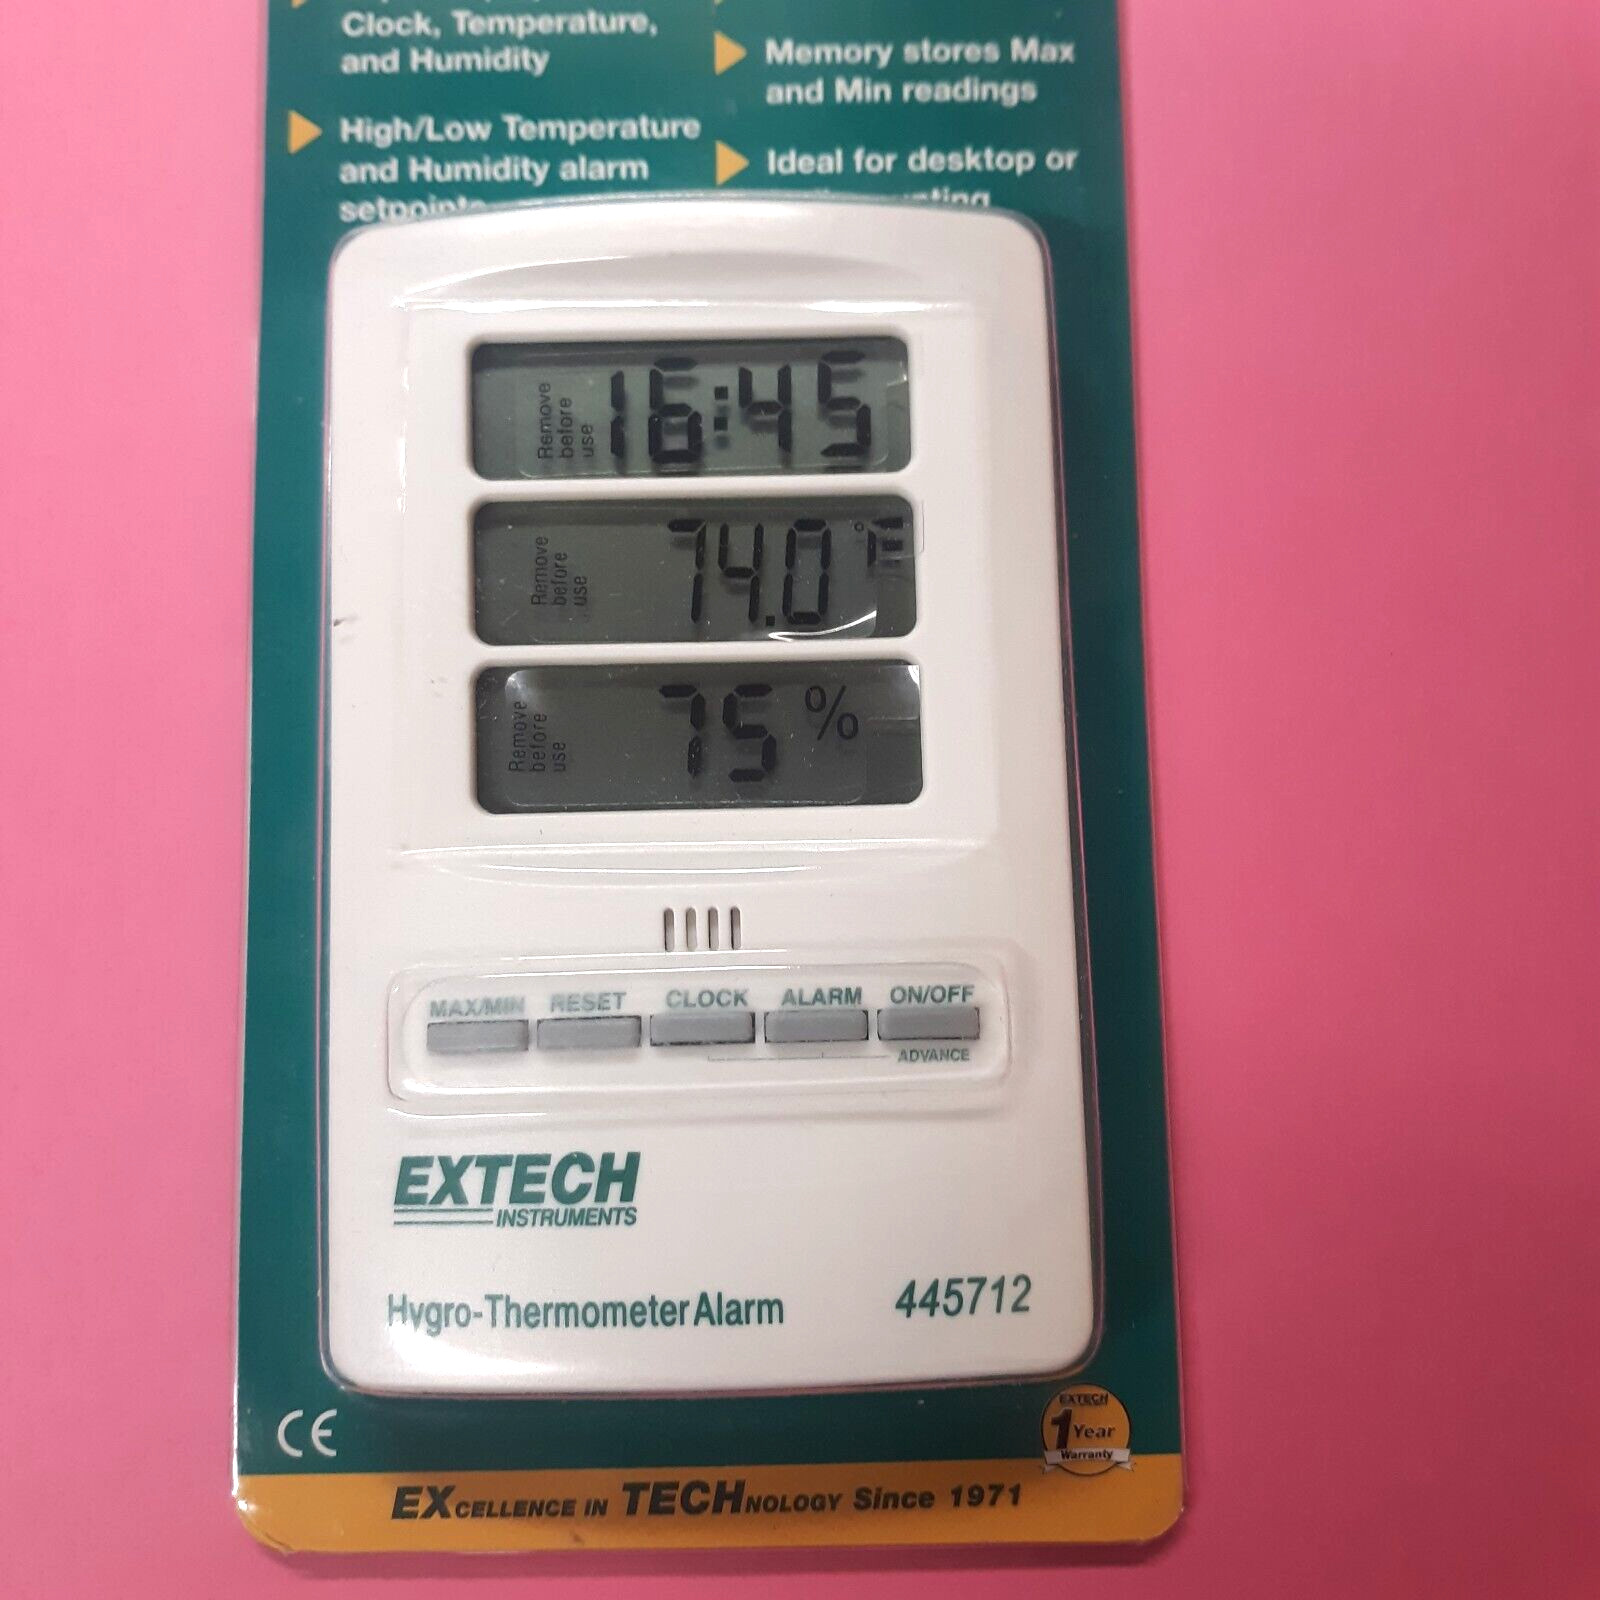 Clock, Temperature,
and Humidity
High/Low Temperature
and Humidity alarm
setpoints
Memory stores Max
and Min readings
Ideal for desktop or
Remove
before
use
16:45
Remove
before
use
74.0 °F
Remove
before
use
75 %
MAX/MIN RESET CLOCK ALARM ON/OFF
ADVANCE
EXTECH
INSTRUMENTS
Hygro-Thermometer Alarm 445712
CE
EXTECH
1 Year
Warranty
EXCELLENCE IN TECHNOLOGY Since 1971